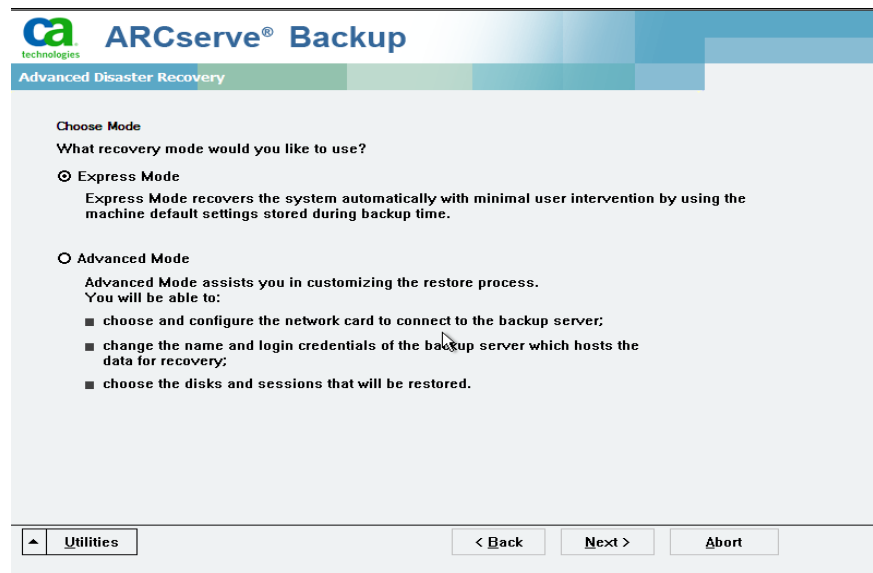 ca
technologies
ARCserve® Backup
Advanced Disaster Recovery
Choose Mode
What recovery mode would you like to use?
Express Mode
Express Mode recovers the system automatically with minimal user intervention by using the
machine default settings stored during backup time.
Advanced Mode
Advanced Mode assists you in customizing the restore process.
You will be able to:
choose and configure the network card to connect to the backup server;
change the name and login credentials of the backup server which hosts the
data for recovery;
choose the disks and sessions that will be restored.
Utilities
< Back
Next >
Abort